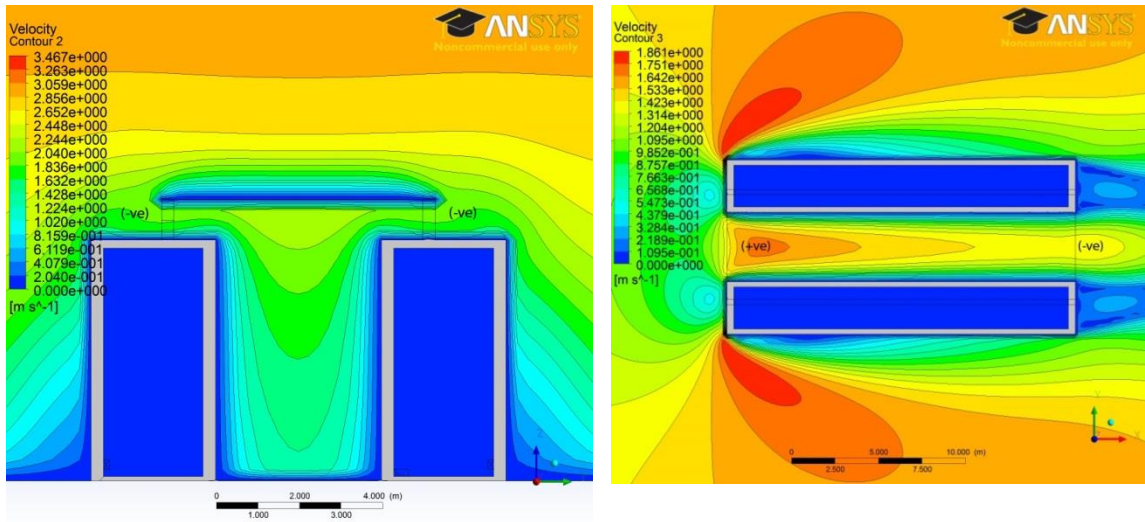 Velocity
Contour 2
3.467e+000
3.263e+000
3.059e+000
2.856e+000
2.652e+000
2.448e+000
2.244e+000
2.040e+000
1.836e+000
1.632e+000
1.428e+000
1.224e+000
1.020e+000
8.159e-001
6.119e-001
4.079e-001
2.040e-001
0.000e+000
[m s^-1]
ANSYS
Noncommercial use only
(-ve)
(-ve)
0 2.000 4.000 (m)
1.000 3.000
Z
Velocity
Contour 3
1.861e+000
1.751e+000
1.642e+000
1.533e+000
1.423e+000
1.314e+000
1.204e+000
1.095e+000
9.852e-001
8.757e-001
7.663e-001
6.568e-001
5.473e-001
4.379e-001
3.284e-001
2.189e-001
1.095e-001
0.000e+000
[m s^-1]
ANSYS
Noncommercial use only
(+ve)
(-ve)
0 5.000 10.000 (m)
2.500 7.500
Y
X